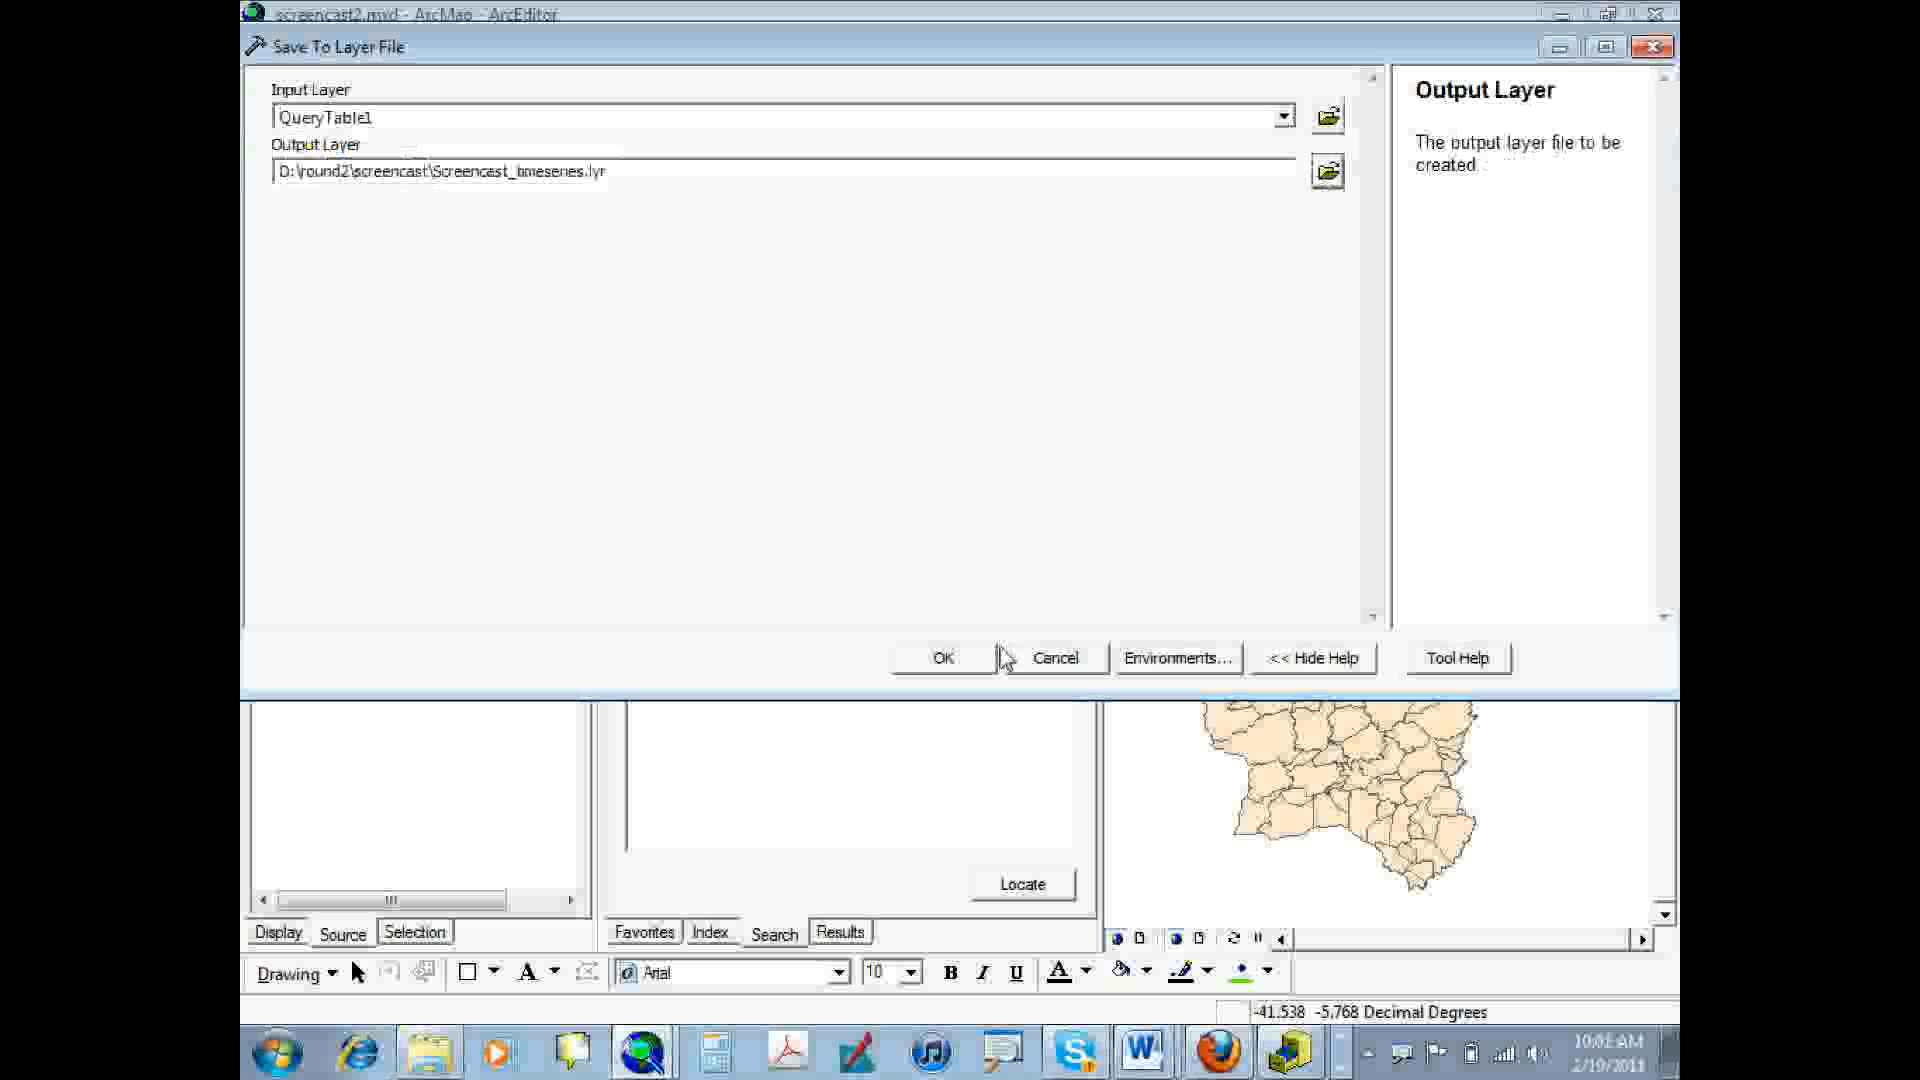 screencast2.mxd - ArcMap - ArcEditor
Save To Layer File
Input Layer
QueryTable1
Output Layer
D:\round2\screencast\Screencast_timeseries.lyr
Output Layer
The output layer file to be
created.
OK
Cancel
Environments...
<< Hide Help
Tool Help
Locate
Display
Source
Selection
Favorites
Index
Search
Results
Drawing
A
Arial
10
B
I
U
A
-41.538 -5.768 Decimal Degrees
10:01 AM
2/19/2011